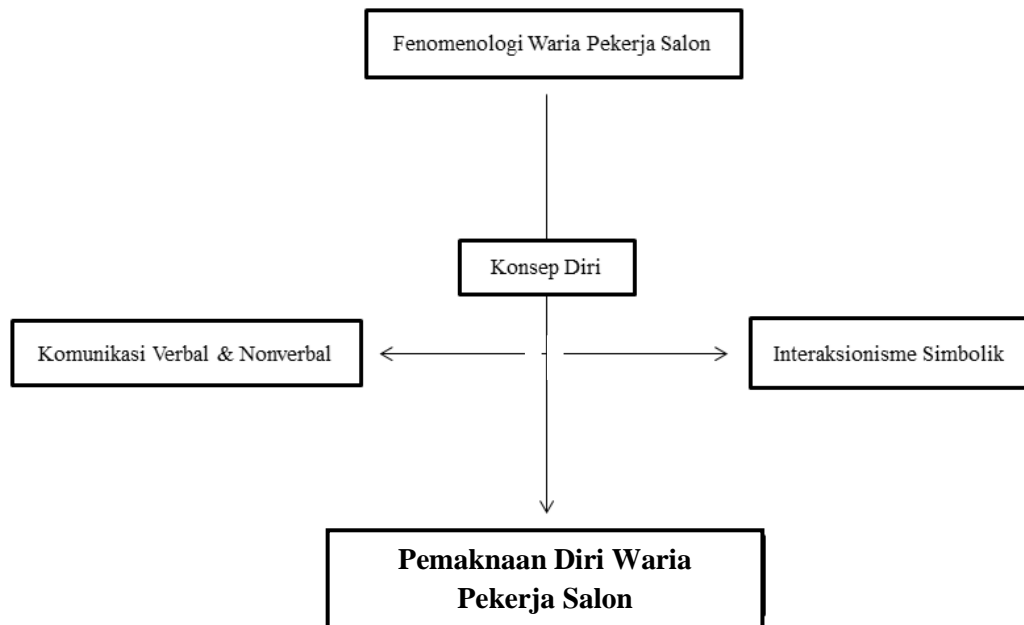 Fenomenologi Waria Pekerja Salon
Konsep Diri
Komunikasi Verbal & Nonverbal
Interaksionisme Simbolik
Pemaknaan Diri Waria
Pekerja Salon